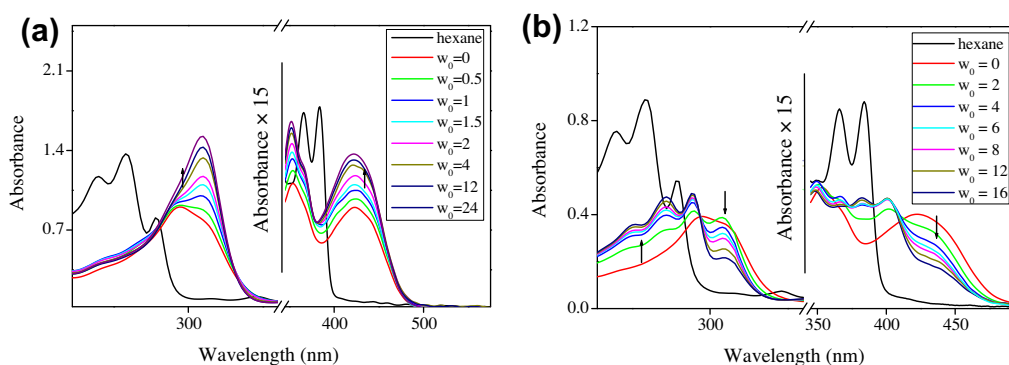 (a)
Absorbance
2.1
1.4
0.7
Absorbance × 15
hexane
w₀=0
w₀=0.5
w₀=1
w₀=1.5
w₀=2
w₀=4
w₀=12
w₀=24
300
400
500
Wavelength (nm)
(b)
Absorbance
1.2
0.8
0.4
0.0
Absorbance × 15
hexane
w₀ = 0
w₀ = 2
w₀ = 4
w₀ = 6
w₀ = 8
w₀ = 12
w₀ = 16
300
350
400
450
Wavelength (nm)